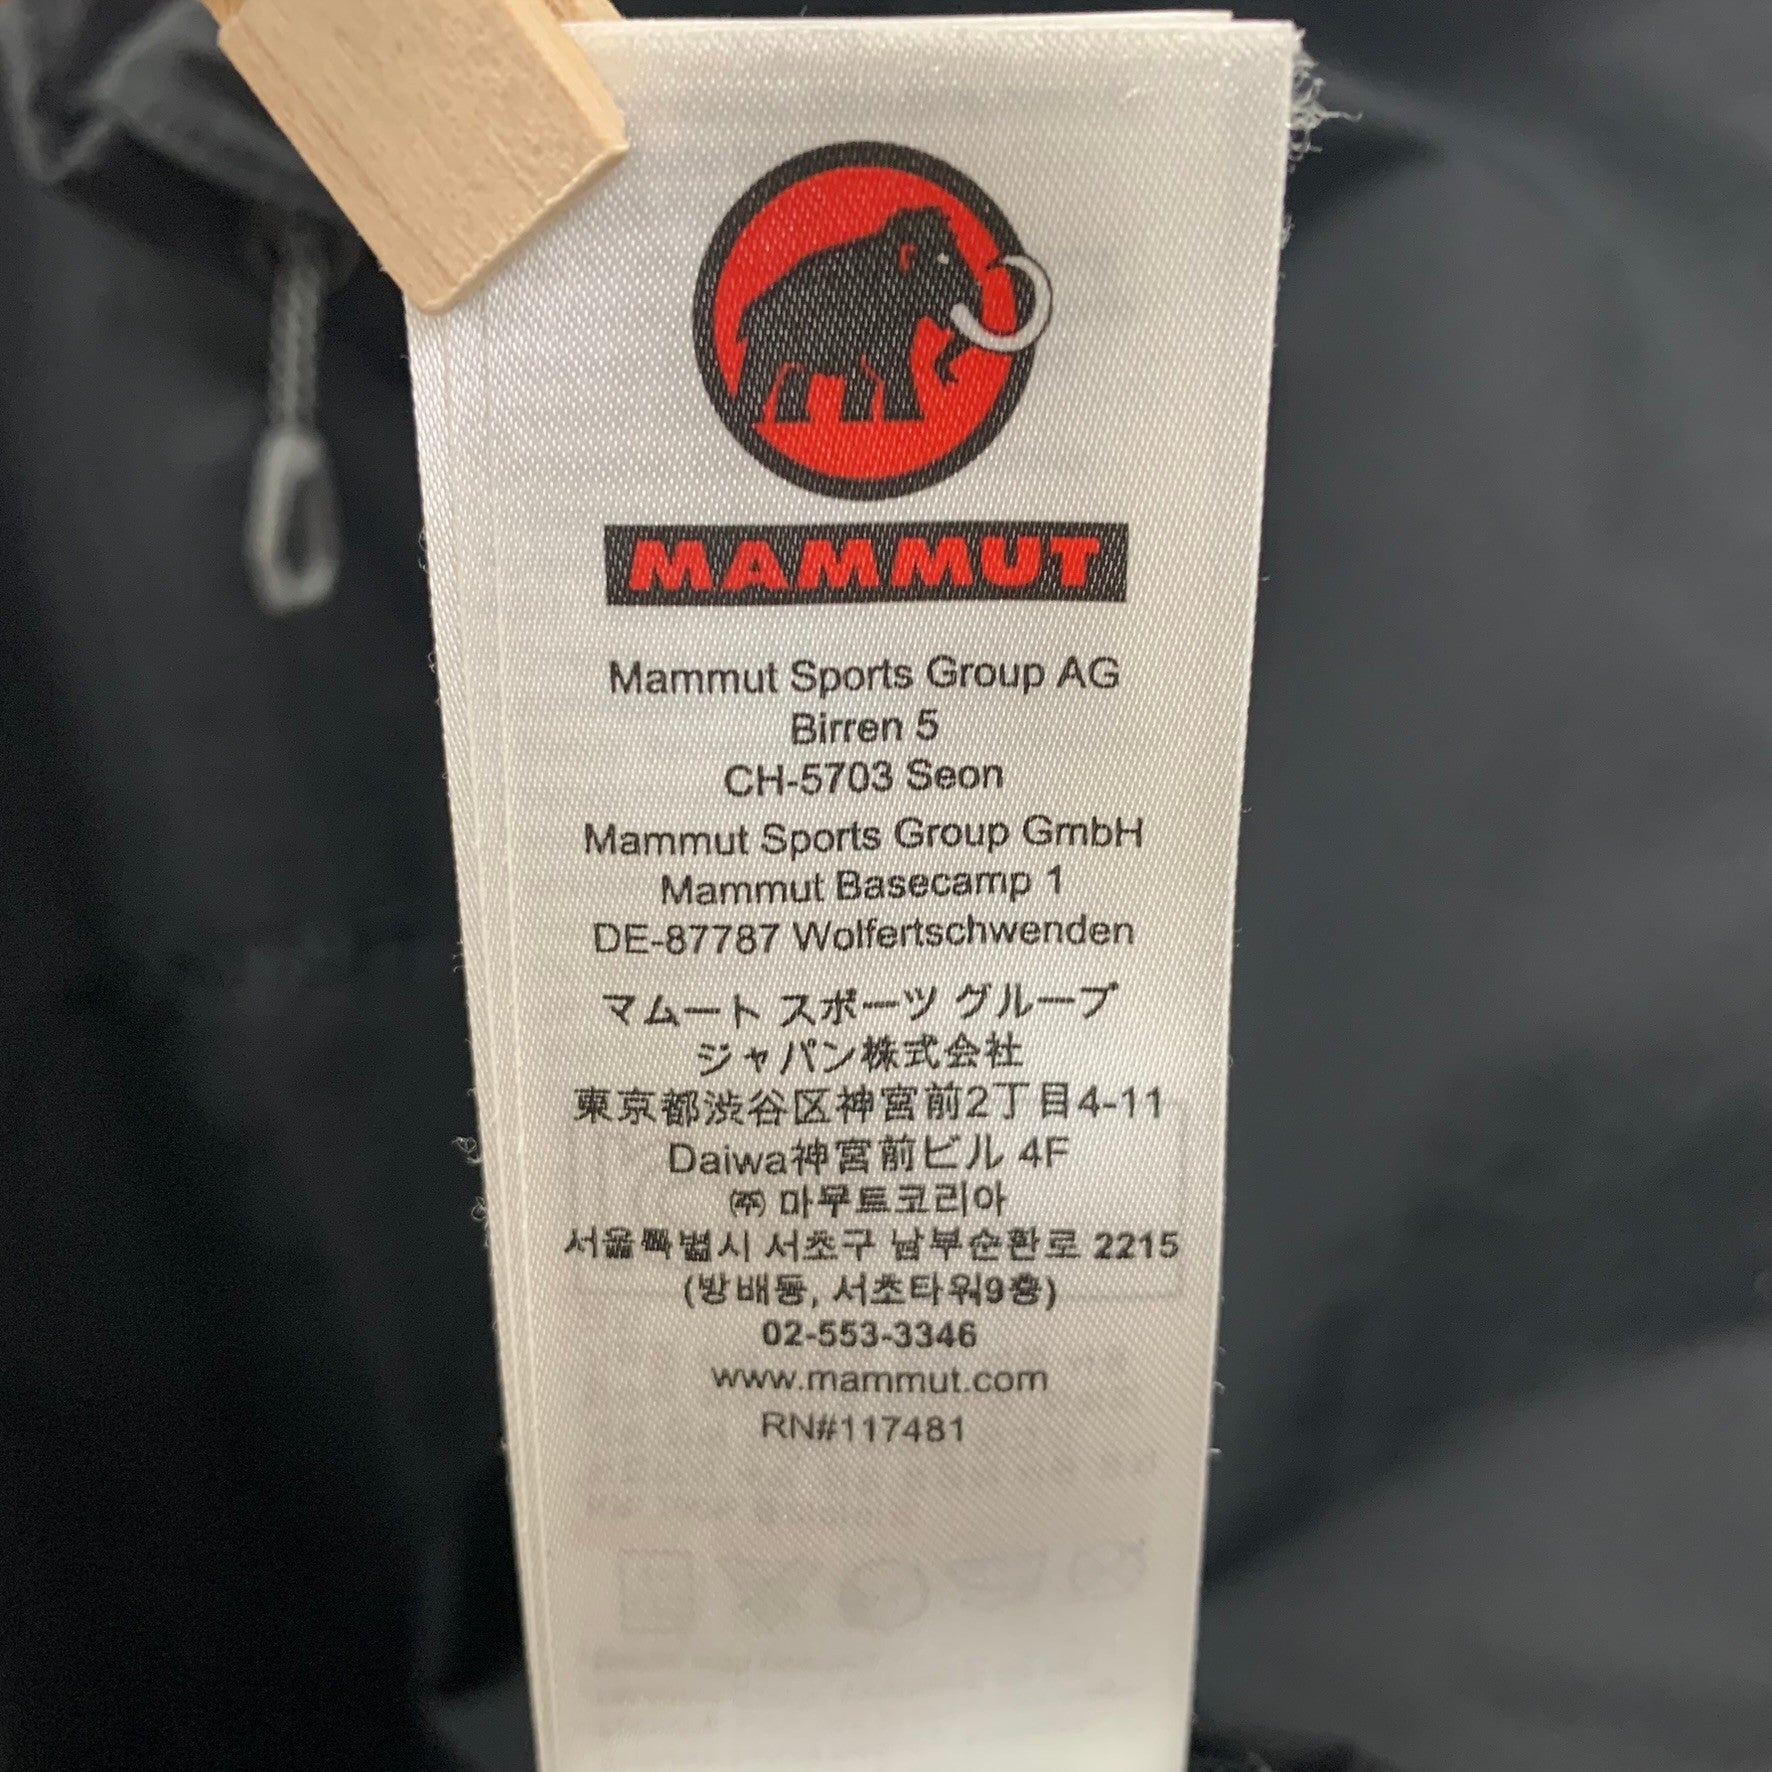 MAMMUT
Mammut Sports Group AG
Birren 5
CH-5703 Seon
Mammut Sports Group GmbH
Mammut Basecamp 1
DE-87787 Wolfertschwenden
マムート スポーツ グループ
ジャパン株式会社
東京都渋谷区神宮前2丁目4-11
Daiwa神宮前ビル 4F
㈜ 마무트코리아
서울특별시 서초구 남부순환로 2215
(방배동, 서초타워9층)
02-553-3346
www.mammut.com
RN#117481